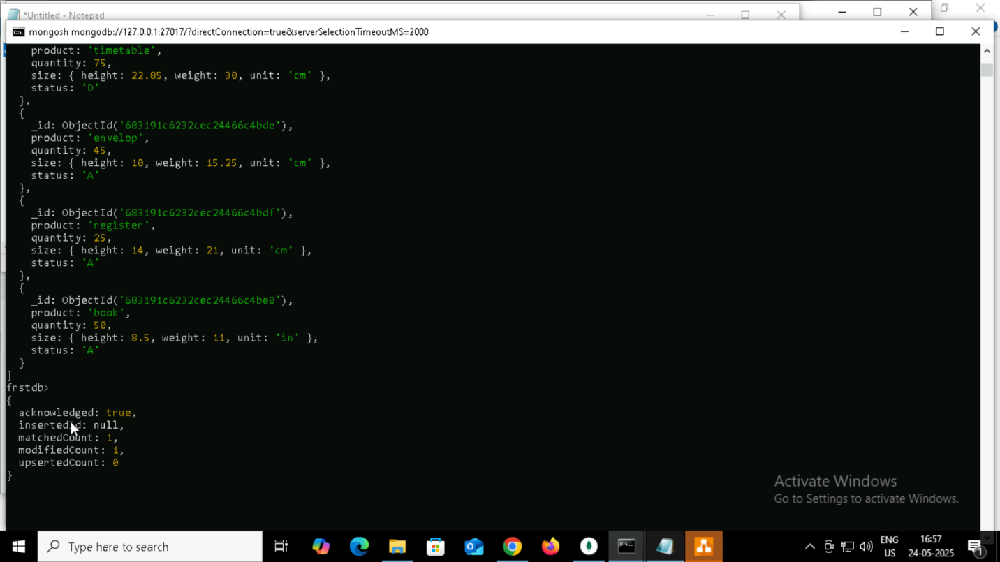 *Untitled - Notepad
mongosh mongodb://127.0.0.1:27017/?directConnection=true&serverSelectionTimeoutMS=2000
product: 'timetable',
quantity: 75,
size: { height: 22.85, weight: 30, unit: 'cm' },
status: 'D'
},
{
_id: ObjectId('683191c6232cec24466c4bde'),
product: 'envelop',
quantity: 45,
size: { height: 10, weight: 15.25, unit: 'cm' },
status: 'A'
},
{
_id: ObjectId('683191c6232cec24466c4bdf'),
product: 'register',
quantity: 25,
size: { height: 14, weight: 21, unit: 'cm' },
status: 'A'
},
{
_id: ObjectId('683191c6232cec24466c4be0'),
product: 'book',
quantity: 50,
size: { height: 8.5, weight: 11, unit: 'in' },
status: 'A'
}
]
frstdb>
{
acknowledged: true,
insertedId: null,
matchedCount: 1,
modifiedCount: 1,
upsertedCount: 0
}
Activate Windows
Go to Settings to activate Windows.
Type here to search
ENG
US
16:57
24-05-2025
1